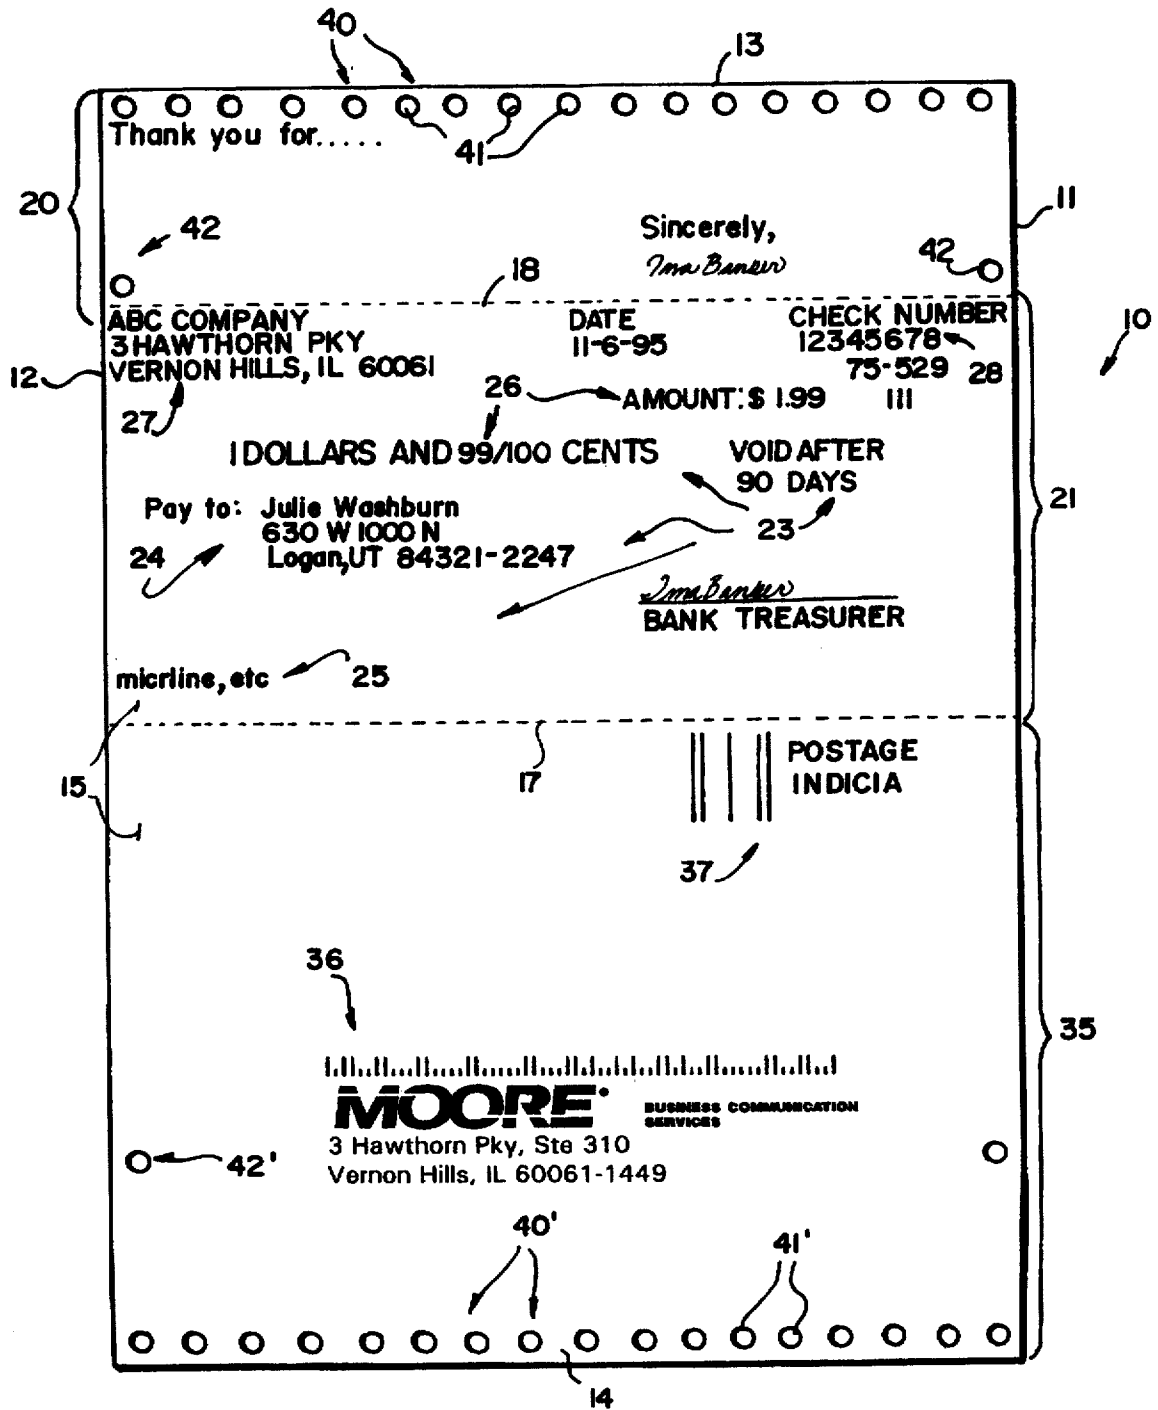 40
13
Thank you for.....
41
20
11
42
Sincerely,
Ima Banker
42
18
ABC COMPANY
DATE
CHECK NUMBER
10
3 HAWTHORN PKY
11-6-95
12345678
12
VERNON HILLS, IL 60061
75-529
28
26
AMOUNT: $ 1.99
111
27
1 DOLLARS AND 99/100 CENTS
VOID AFTER
90 DAYS
21
Pay to: Julie Washburn
23
630 W 1000 N
24
Logan, UT 84321-2247
Ima Banker
BANK TREASURER
micrline, etc
25
15
17
POSTAGE
INDICIA
37
36
35
MOORE
BUSINESS COMMUNICATION
SERVICES
3 Hawthorn Pky, Ste 310
42'
Vernon Hills, IL 60061-1449
40'
41'
14